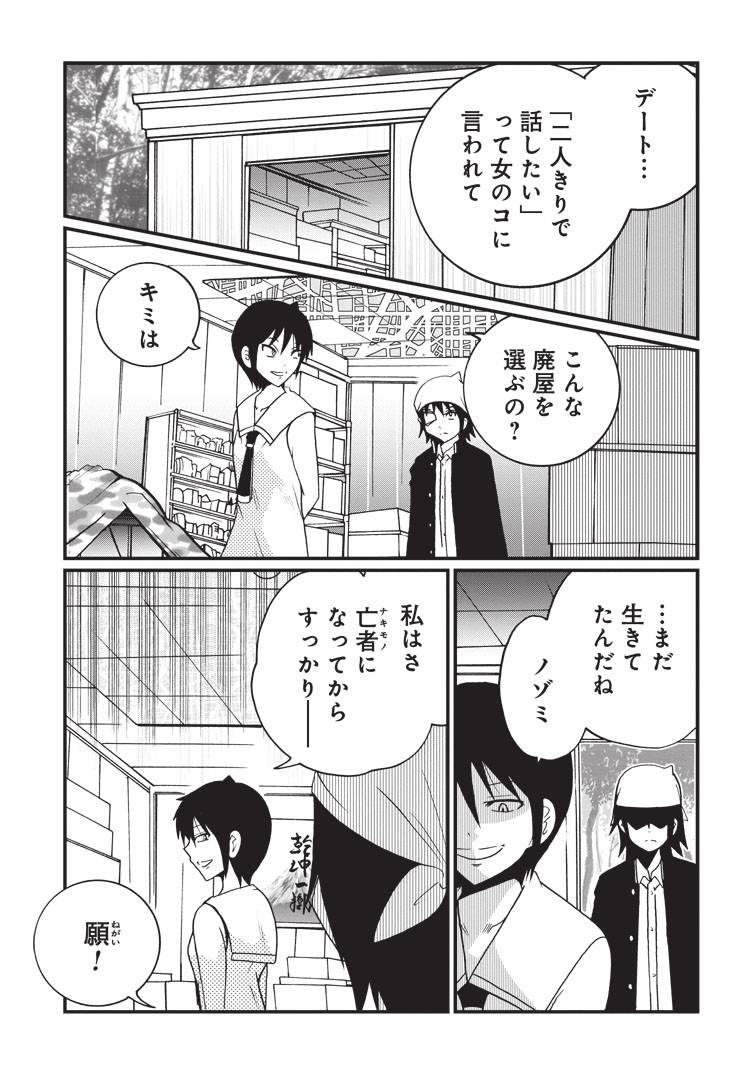 デート…
「二人きりで
話したい」
って女のコに
言われて
こんな
廃屋を
選ぶの？
キミは
…まだ
生きて
たんだね
ノゾミ
私はさ
亡者に
ナキモノ
なってから
すっかり──
乾坤一擲
願！
ねがい